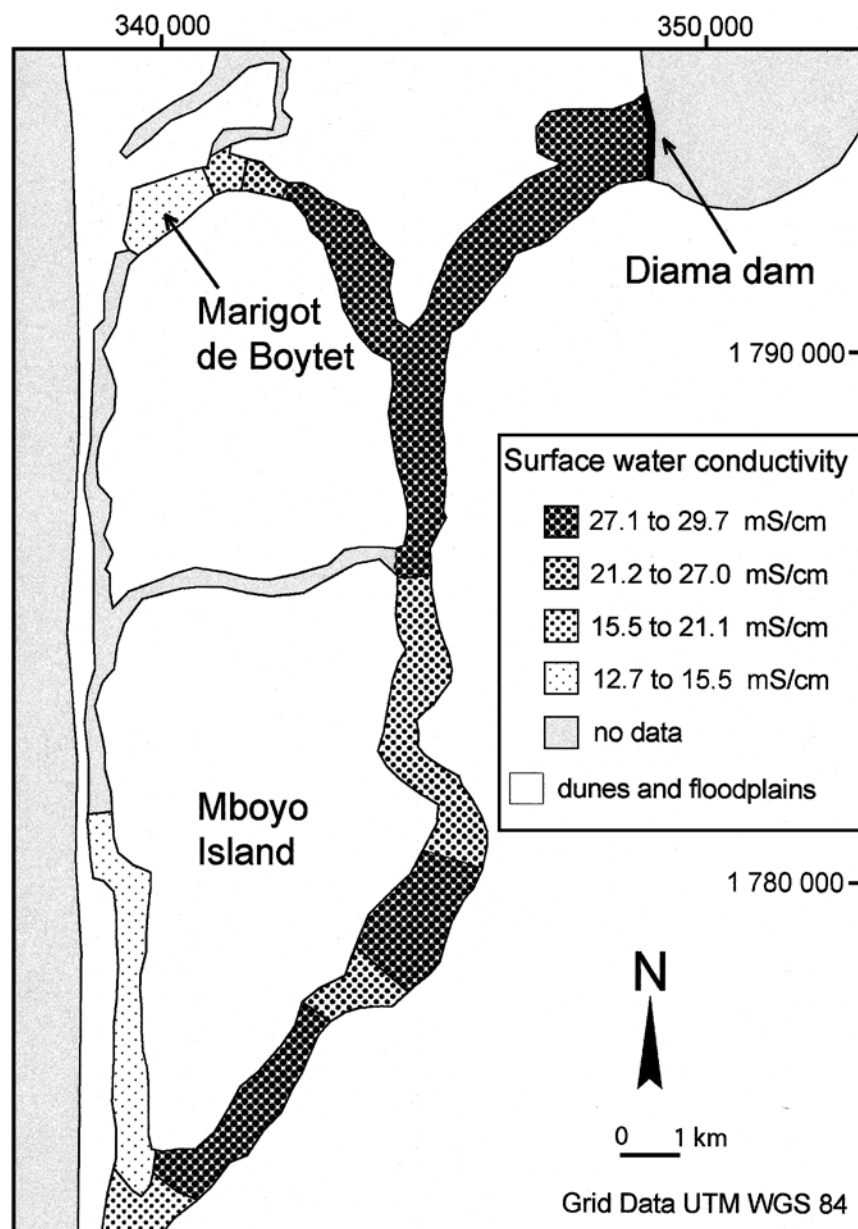 340 000
350 000
Diama dam
Marigot
de Boytet
1 790 000
Surface water conductivity
27.1 to 29.7 mS/cm
21.2 to 27.0 mS/cm
15.5 to 21.1 mS/cm
12.7 to 15.5 mS/cm
no data
dunes and floodplains
Mboyo
Island
1 780 000
N
0 1 km
Grid Data UTM WGS 84